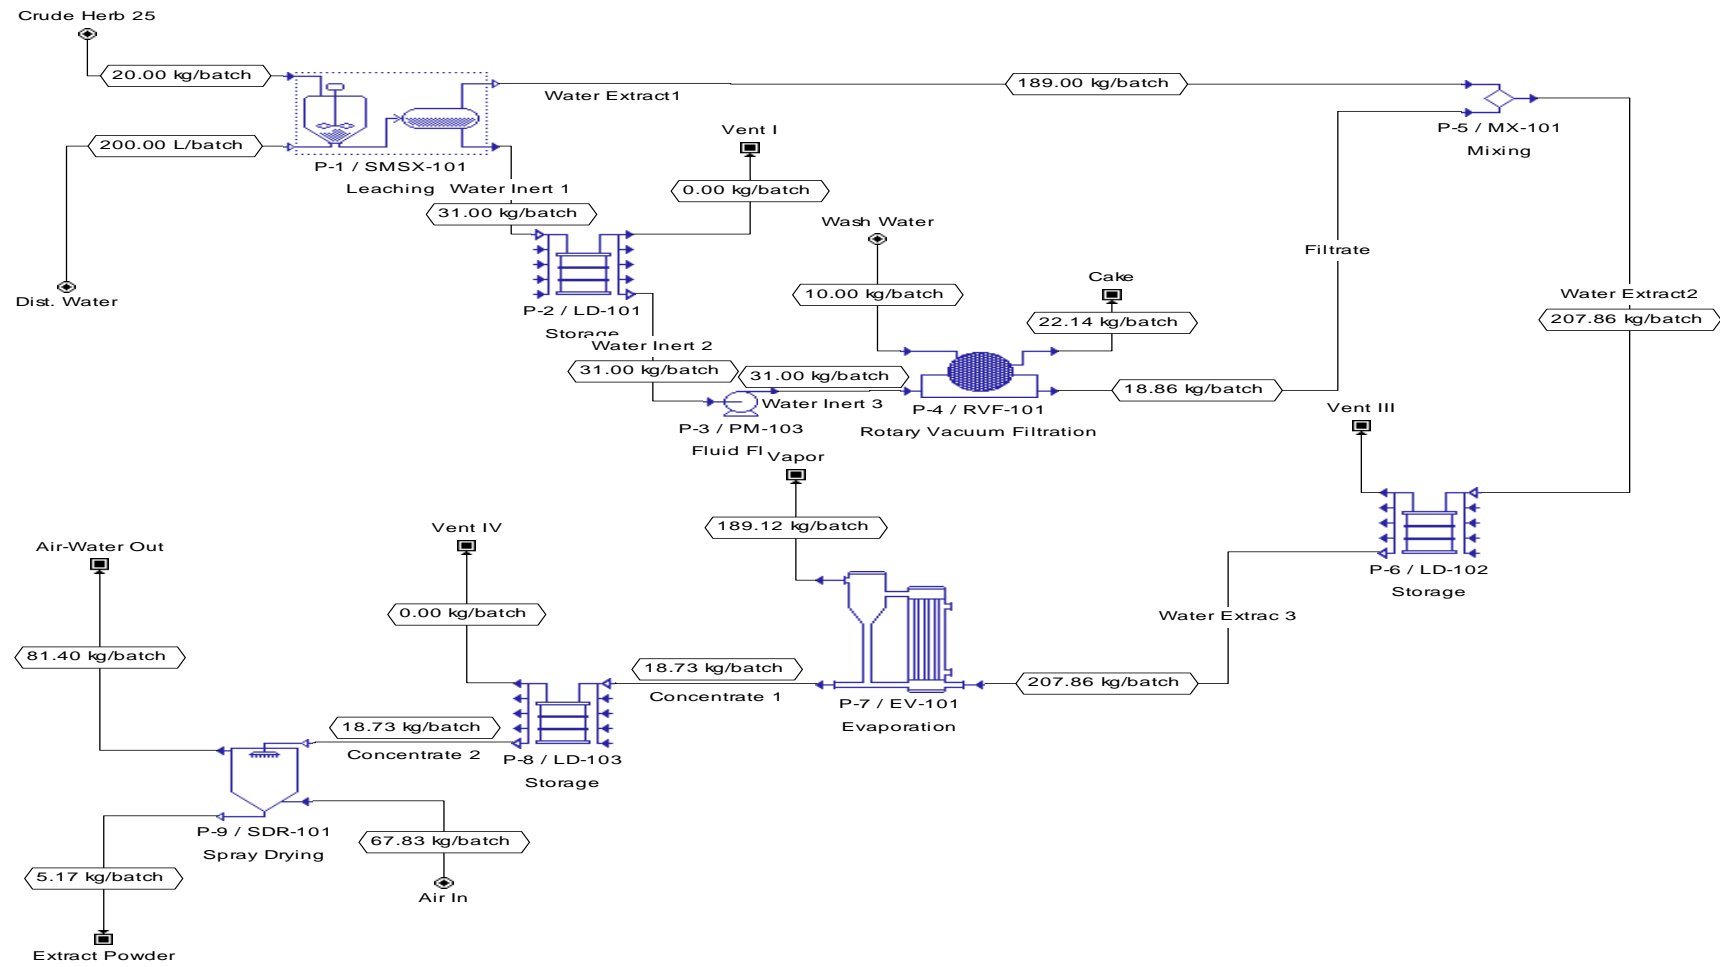 Crude Herb 25
20.00 kg/batch
189.00 kg/batch
Water Extract1
Vent I
P-5 / MX-101
Mixing
200.00 L/batch
P-1 / SMSX-101
Leaching
Water Inert 1
0.00 kg/batch
31.00 kg/batch
Wash Water
Filtrate
Cake
Dist. Water
10.00 kg/batch
Water Extract2
P-2 / LD-101
Storage
22.14 kg/batch
207.86 kg/batch
Water Inert 2
31.00 kg/batch
31.00 kg/batch
18.86 kg/batch
Water Inert 3
P-4 / RVF-101
Rotary Vacuum Filtration
Vent III
P-3 / PM-103
Fluid Fl
Vapor
189.12 kg/batch
Vent IV
Air-Water Out
P-6 / LD-102
Storage
0.00 kg/batch
Water Extrac 3
81.40 kg/batch
18.73 kg/batch
207.86 kg/batch
Concentrate 1
P-7 / EV-101
Evaporation
18.73 kg/batch
Concentrate 2
P-8 / LD-103
Storage
P-9 / SDR-101
Spray Drying
67.83 kg/batch
5.17 kg/batch
Air In
Extract Powder